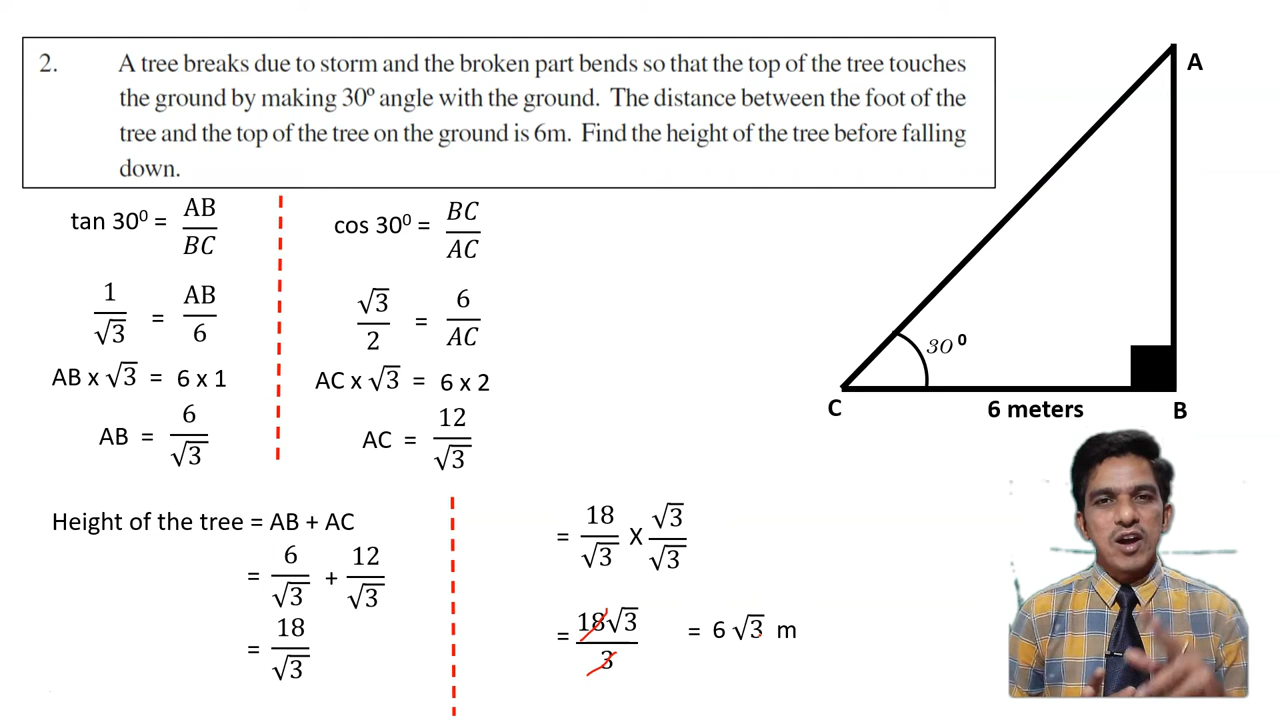 2. A tree breaks due to storm and the broken part bends so that the top of the tree touches
the ground by making 30º angle with the ground. The distance between the foot of the
tree and the top of the tree on the ground is 6m. Find the height of the tree before falling
down.
tan 30⁰ = AB/BC
1/√3 = AB/6
AB x √3 = 6 x 1
AB = 6/√3
cos 30⁰ = BC/AC
√3/2 = 6/AC
AC x √3 = 6 x 2
AC = 12/√3
A
30⁰
C
6 meters
B
Height of the tree = AB + AC
= 6/√3 + 12/√3
= 18/√3
= 18/√3 X √3/√3
= 18√3/3 = 6 √3 m